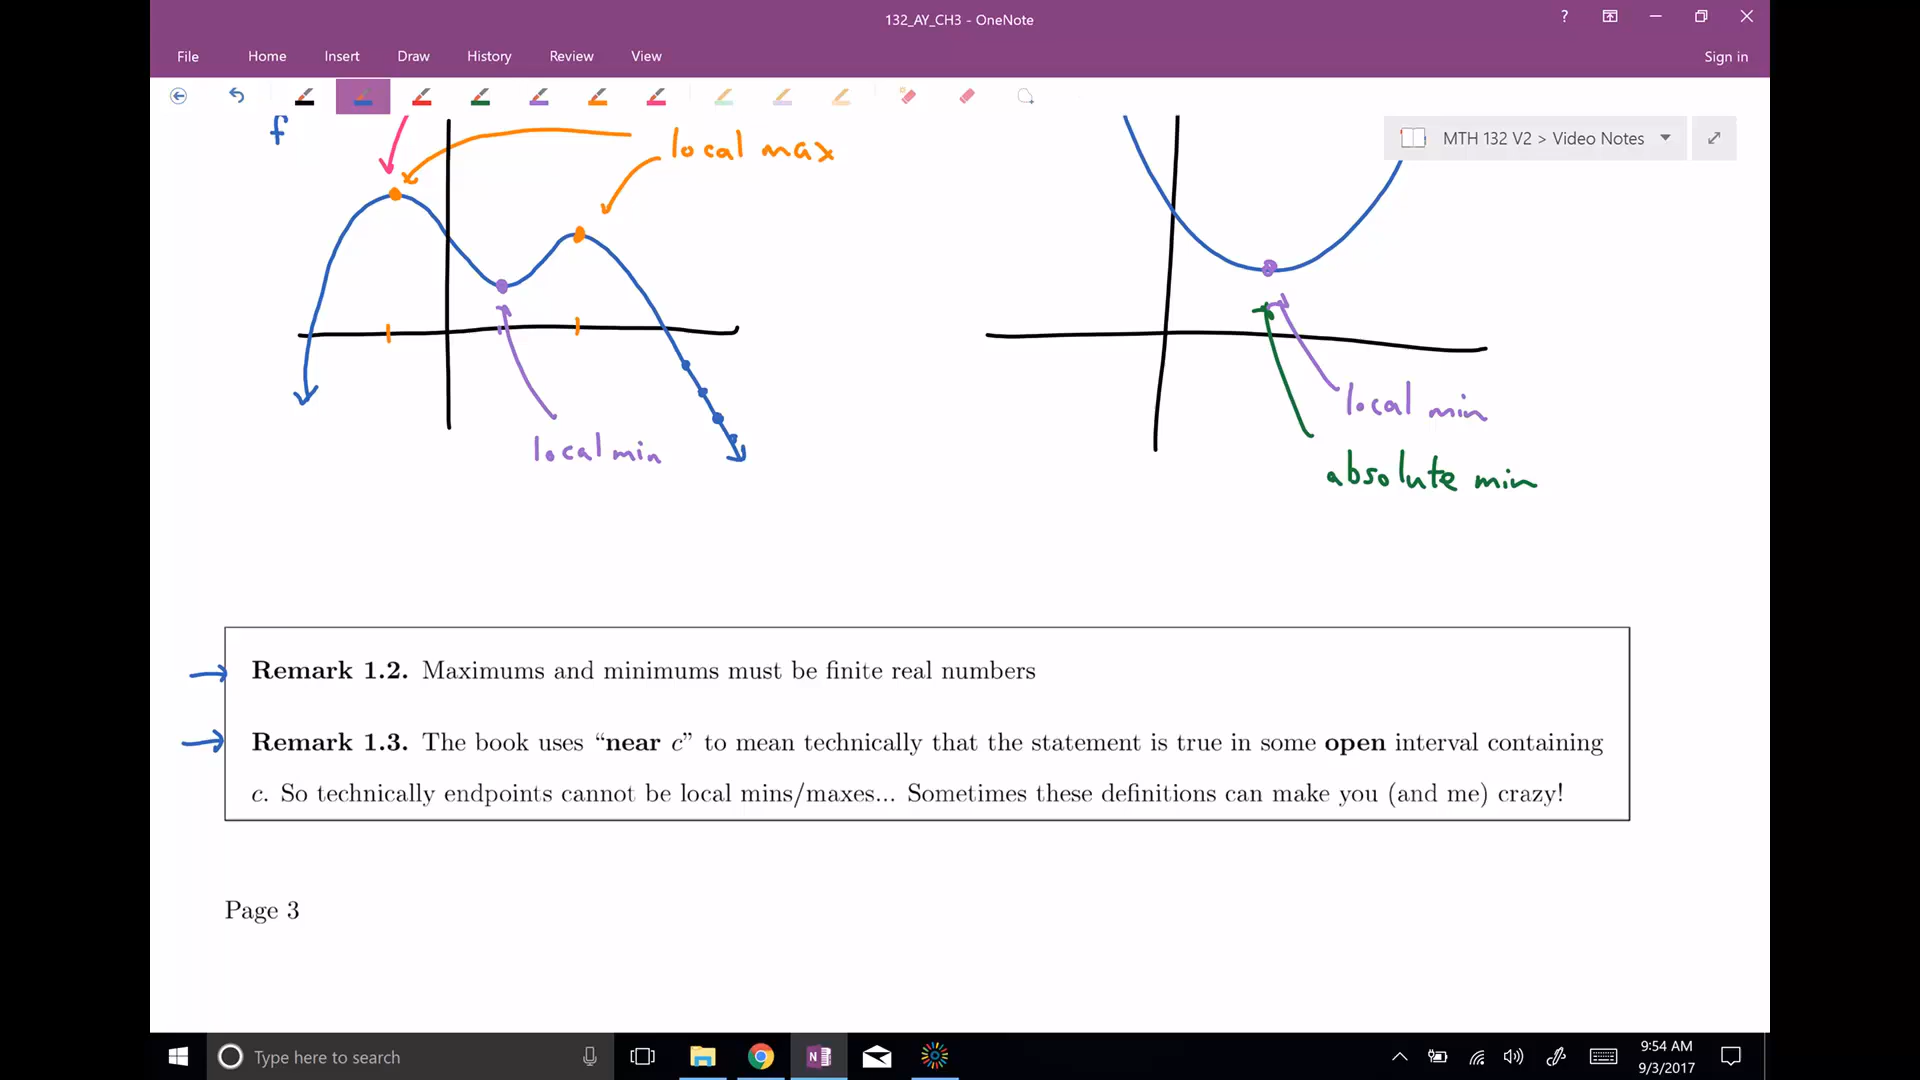 132_AY_CH3 - OneNote
?
File Home Insert Draw History Review View Sign in
MTH 132 V2 > Video Notes
f
local max
local min
local min
absolute min
Remark 1.2. Maximums and minimums must be finite real numbers
Remark 1.3. The book uses “near c” to mean technically that the statement is true in some open interval containing
c. So technically endpoints cannot be local mins/maxes... Sometimes these definitions can make you (and me) crazy!
Page 3
Type here to search
9:54 AM
9/3/2017